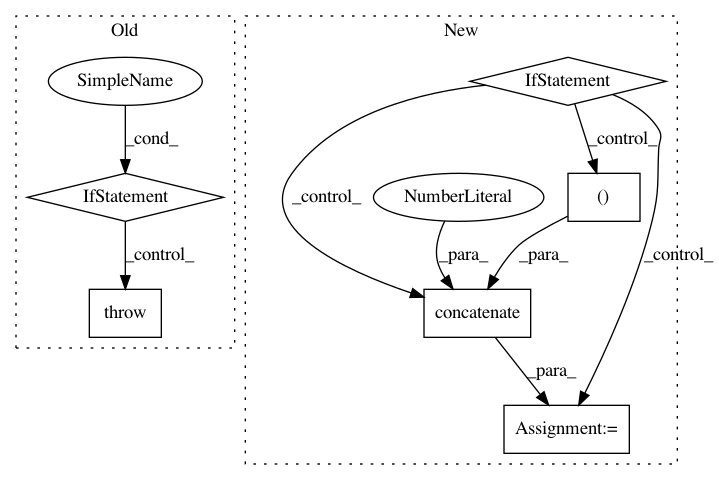 Old
New
SimpleName
IfStatement
_cond_
_control_
IfStatement
NumberLiteral
()
_control_
_control_
_para_
_para_
_control_
throw
concatenate
_para_
Assignment:=